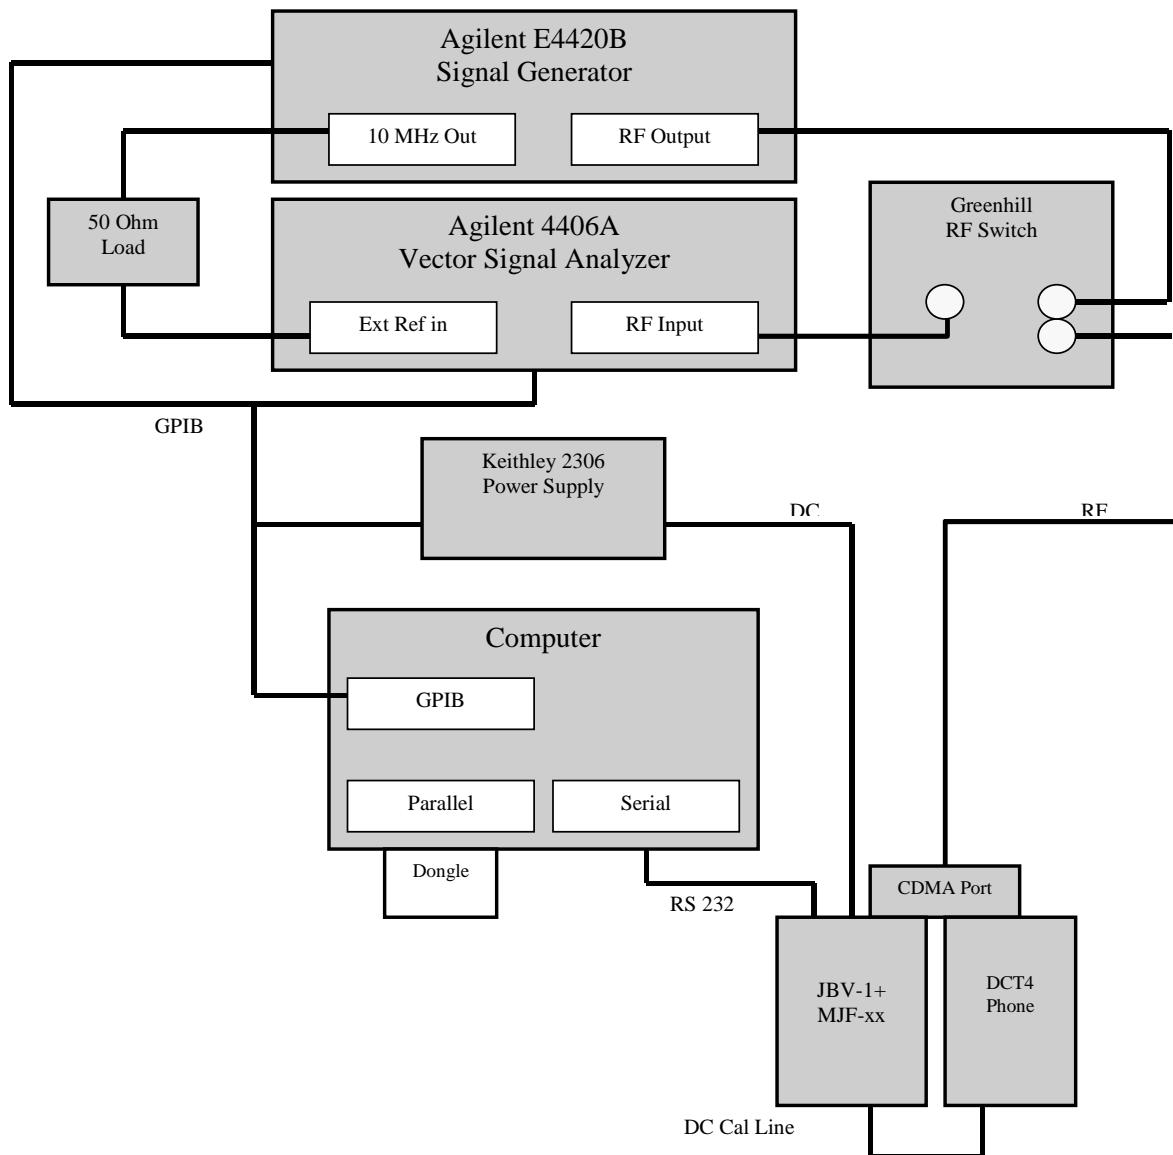 Agilent E4420B
Signal Generator
10 MHz Out
RF Output
50 Ohm
Load
Agilent 4406A
Vector Signal Analyzer
Ext Ref in
RF Input
Greenhill
RF Switch
GPIB
Keithley 2306
Power Supply
DC
RF
Computer
GPIB
Parallel
Serial
Dongle
RS 232
CDMA Port
JBV-1+
MJF-xx
DCT4
Phone
DC Cal Line